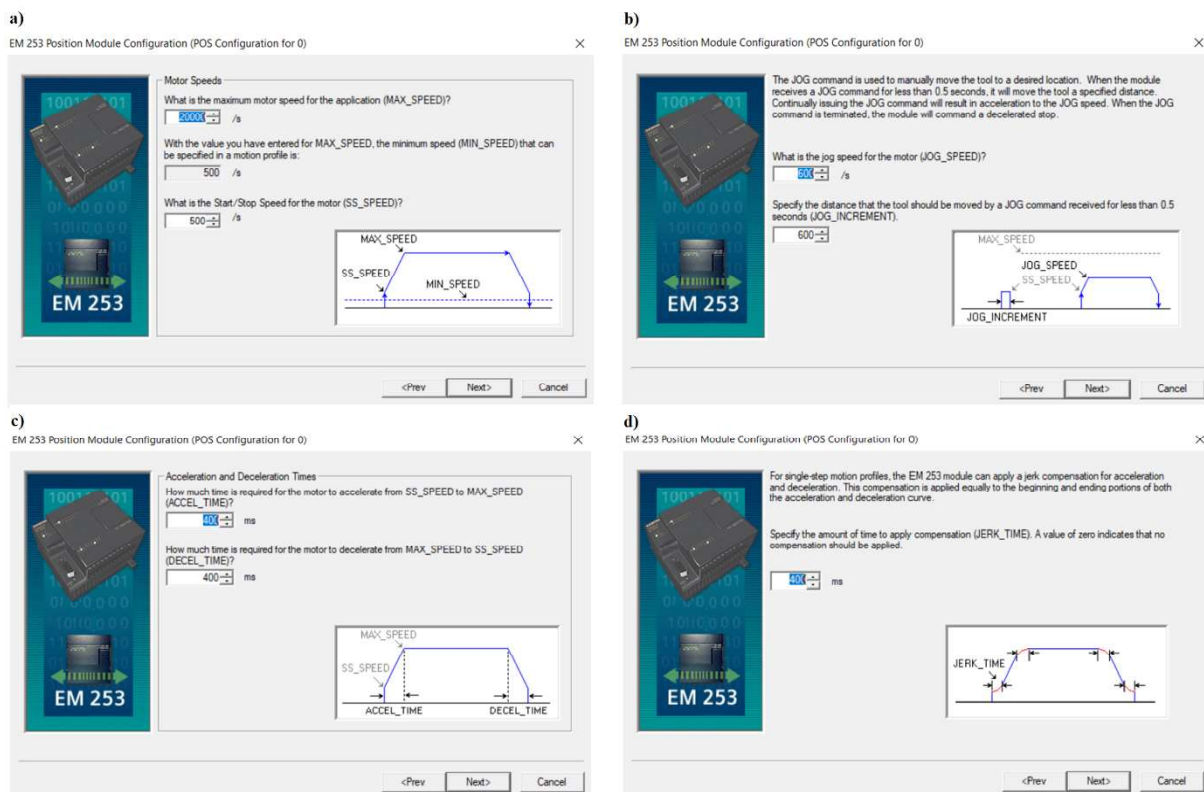 a)
EM 253 Position Module Configuration (POS Configuration for 0)
EM 253
Motor Speeds
What is the maximum motor speed for the application (MAX_SPEED)?
/s
With the value you have entered for MAX_SPEED, the minimum speed (MIN_SPEED) that can
be specified in a motion profile is:
500 /s
What is the Start/Stop Speed for the motor (SS_SPEED)?
500 /s
MAX_SPEED
SS_SPEED
MIN_SPEED
<Prev Next> Cancel
b)
EM 253 Position Module Configuration (POS Configuration for 0)
EM 253
The JOG command is used to manually move the tool to a desired location. When the module
receives a JOG command for less than 0.5 seconds, it will move the tool a specified distance.
Continually issuing the JOG command will result in acceleration to the JOG speed. When the JOG
command is terminated, the module will command a decelerated stop.
What is the jog speed for the motor (JOG_SPEED)?
600 /s
Specify the distance that the tool should be moved by a JOG command received for less than 0.5
seconds (JOG_INCREMENT).
600
MAX_SPEED
JOG_SPEED
SS_SPEED
JOG_INCREMENT
<Prev Next> Cancel
c)
EM 253 Position Module Configuration (POS Configuration for 0)
EM 253
Acceleration and Deceleration Times
How much time is required for the motor to accelerate from SS_SPEED to MAX_SPEED
(ACCEL_TIME)?
400 ms
How much time is required for the motor to decelerate from MAX_SPEED to SS_SPEED
(DECEL_TIME)?
400 ms
MAX_SPEED
SS_SPEED
ACCEL_TIME DECEL_TIME
<Prev Next> Cancel
d)
EM 253 Position Module Configuration (POS Configuration for 0)
EM 253
For single-step motion profiles, the EM 253 module can apply a jerk compensation for acceleration
and deceleration. This compensation is applied equally to the beginning and ending portions of both
the acceleration and deceleration curve.
Specify the amount of time to apply compensation (JERK_TIME). A value of zero indicates that no
compensation should be applied.
400 ms
JERK_TIME
<Prev Next> Cancel